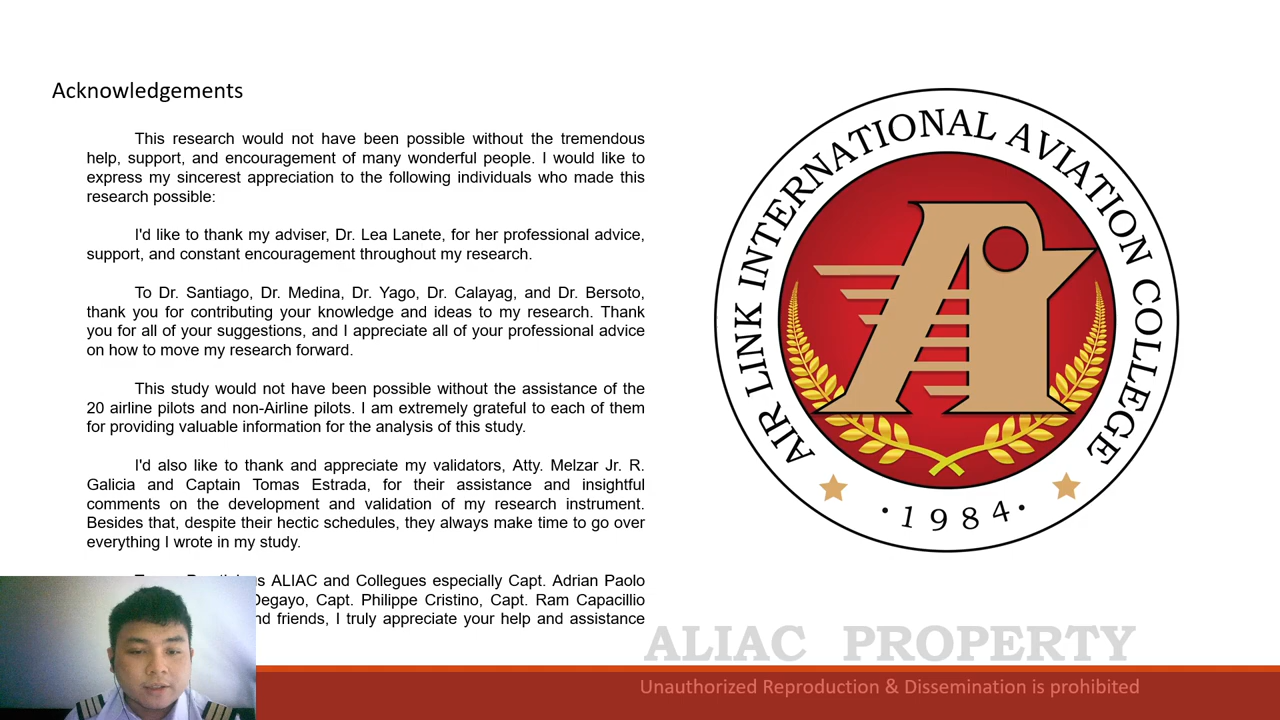 Acknowledgements
This research would not have been possible without the tremendous
help, support, and encouragement of many wonderful people. I would like to
express my sincerest appreciation to the following individuals who made this
research possible:
I'd like to thank my adviser, Dr. Lea Lanete, for her professional advice,
support, and constant encouragement throughout my research.
To Dr. Santiago, Dr. Medina, Dr. Yago, Dr. Calayag, and Dr. Bersoto,
thank you for contributing your knowledge and ideas to my research. Thank
you for all of your suggestions, and I appreciate all of your professional advice
on how to move my research forward.
This study would not have been possible without the assistance of the
20 airline pilots and non-Airline pilots. I am extremely grateful to each of them
for providing valuable information for the analysis of this study.
I'd also like to thank and appreciate my validators, Atty. Melzar Jr. R.
Galicia and Captain Tomas Estrada, for their assistance and insightful
comments on the development and validation of my research instrument.
Besides that, despite their hectic schedules, they always make time to go over
everything I wrote in my study.
ALIAC and Collegues especially Capt. Adrian Paolo
Degayo, Capt. Philippe Cristino, Capt. Ram Capacillio
friends, I truly appreciate your help and assistance
AIR LINK INTERNATIONAL AVIATION COLLEGE
· 1984 ·
ALIAC PROPERTY
Unauthorized Reproduction & Dissemination is prohibited